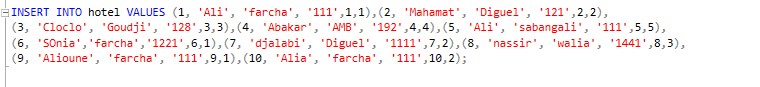 INSERT INTO hotel VALUES (1, 'Ali', 'farcha', '111',1,1),(2, 'Mahamat', 'Diguel', '121',2,2),
(3, 'Cloclo', 'Goudji', '128',3,3),(4, 'Abakar', 'AMB', '192',4,4),(5, 'Ali', 'sabangali', '111',5,5),
(6, 'SOnia','farcha','1221',6,1),(7, 'djalabi', 'Diguel', '1111',7,2),(8, 'nassir', 'walia', '1441',8,3),
(9, 'Alioune', 'farcha', '111',9,1),(10, 'Alia', 'farcha', '111',10,2);